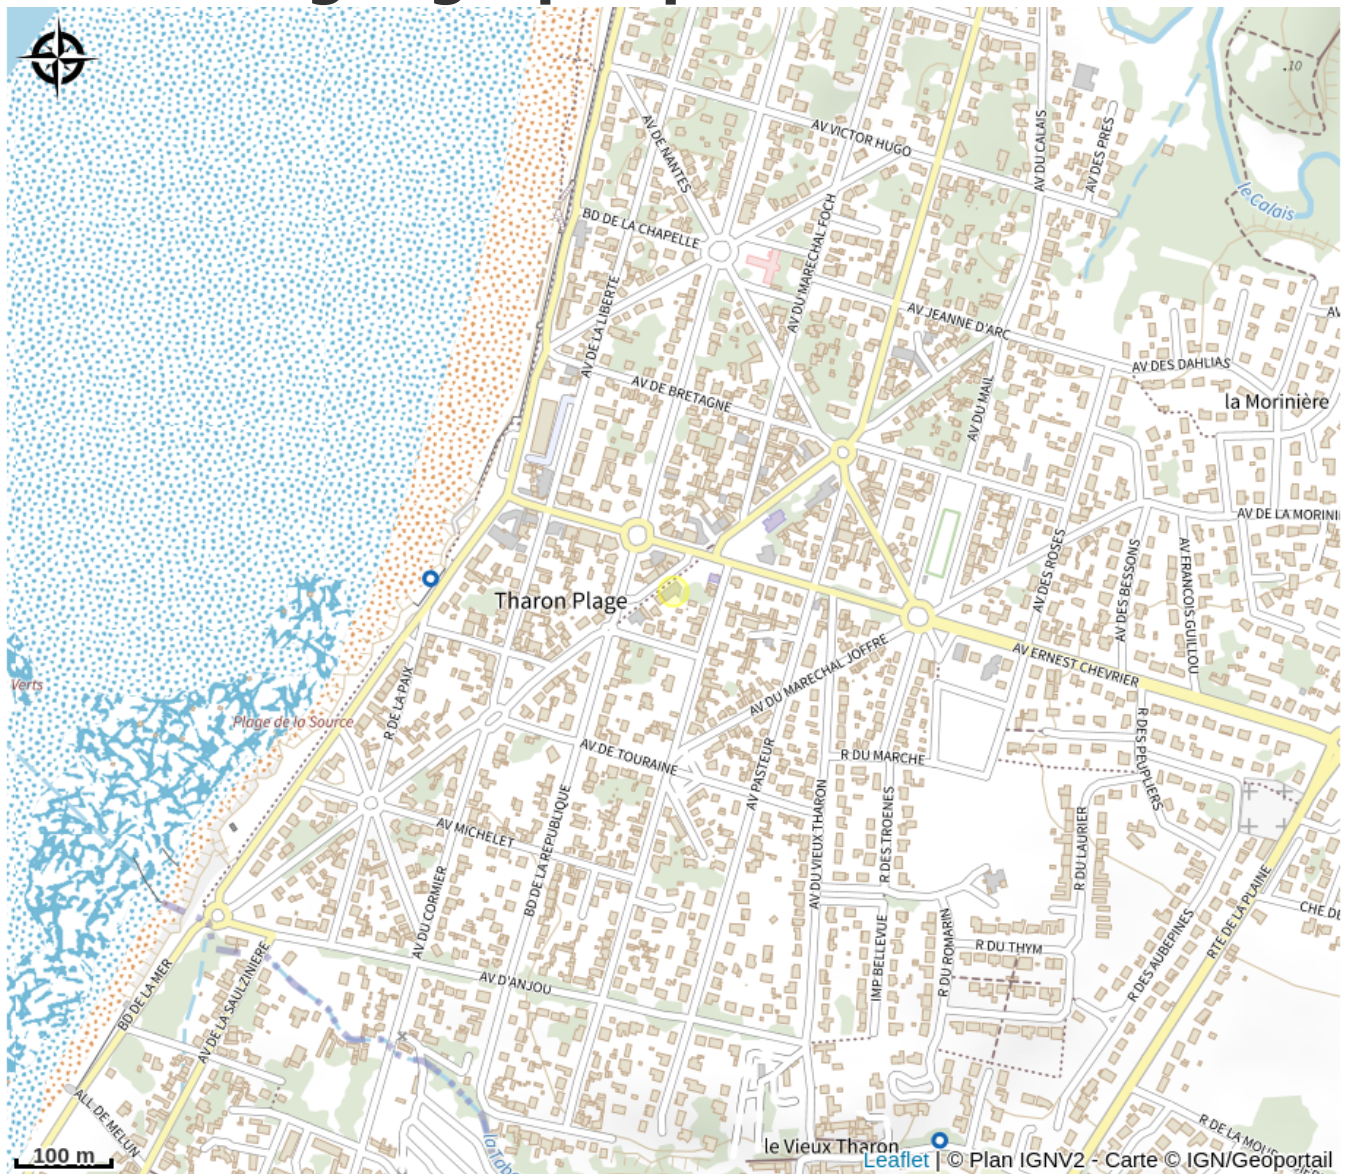 10
AV DE NANTES
AV VICTOR HUGO
AV DU CALAIS
AV DES PRES
le Calais
BD DE LA CHAPELLE
AV DU MARECHAL FOCH
AV DE LA LIBERTE
AV JEANNE D'ARC
AV DES DAHLIAS
AV
AV DE BRETAGNE
AV DU MAIL
la Morinière
AV DE LA MORINI
AV DES ROSES
AV DES BESSONS
AV FRANCOIS GUILLOU
Tharon Plage
AV DU MARECHAL JOFFRE
AV ERNEST CHEVRIER
Verts
Plage de la Source
R DE LA PAIX
AV DE TOURAINE
AV PASTEUR
R DU MARCHE
R DES PEUPLIERS
AV MICHELET
BD DE LA REPUBLIQUE
AV DU VIEUX THARON
R DES TROENES
R DU LAURIER
AV DU CORMIER
RTE DE LA PLAINE
CHE DE
R DES AUBEPINES
IMP BELLEVUE
R DU ROMARIN
R DU THYM
BD DE LA MER
AV DE LA SAULZINIERE
AV D'ANJOU
ALL DE MELUN
le Vieux Tharon
100 m
Leaflet | © Plan IGNV2 - Carte © IGN/Géoportail